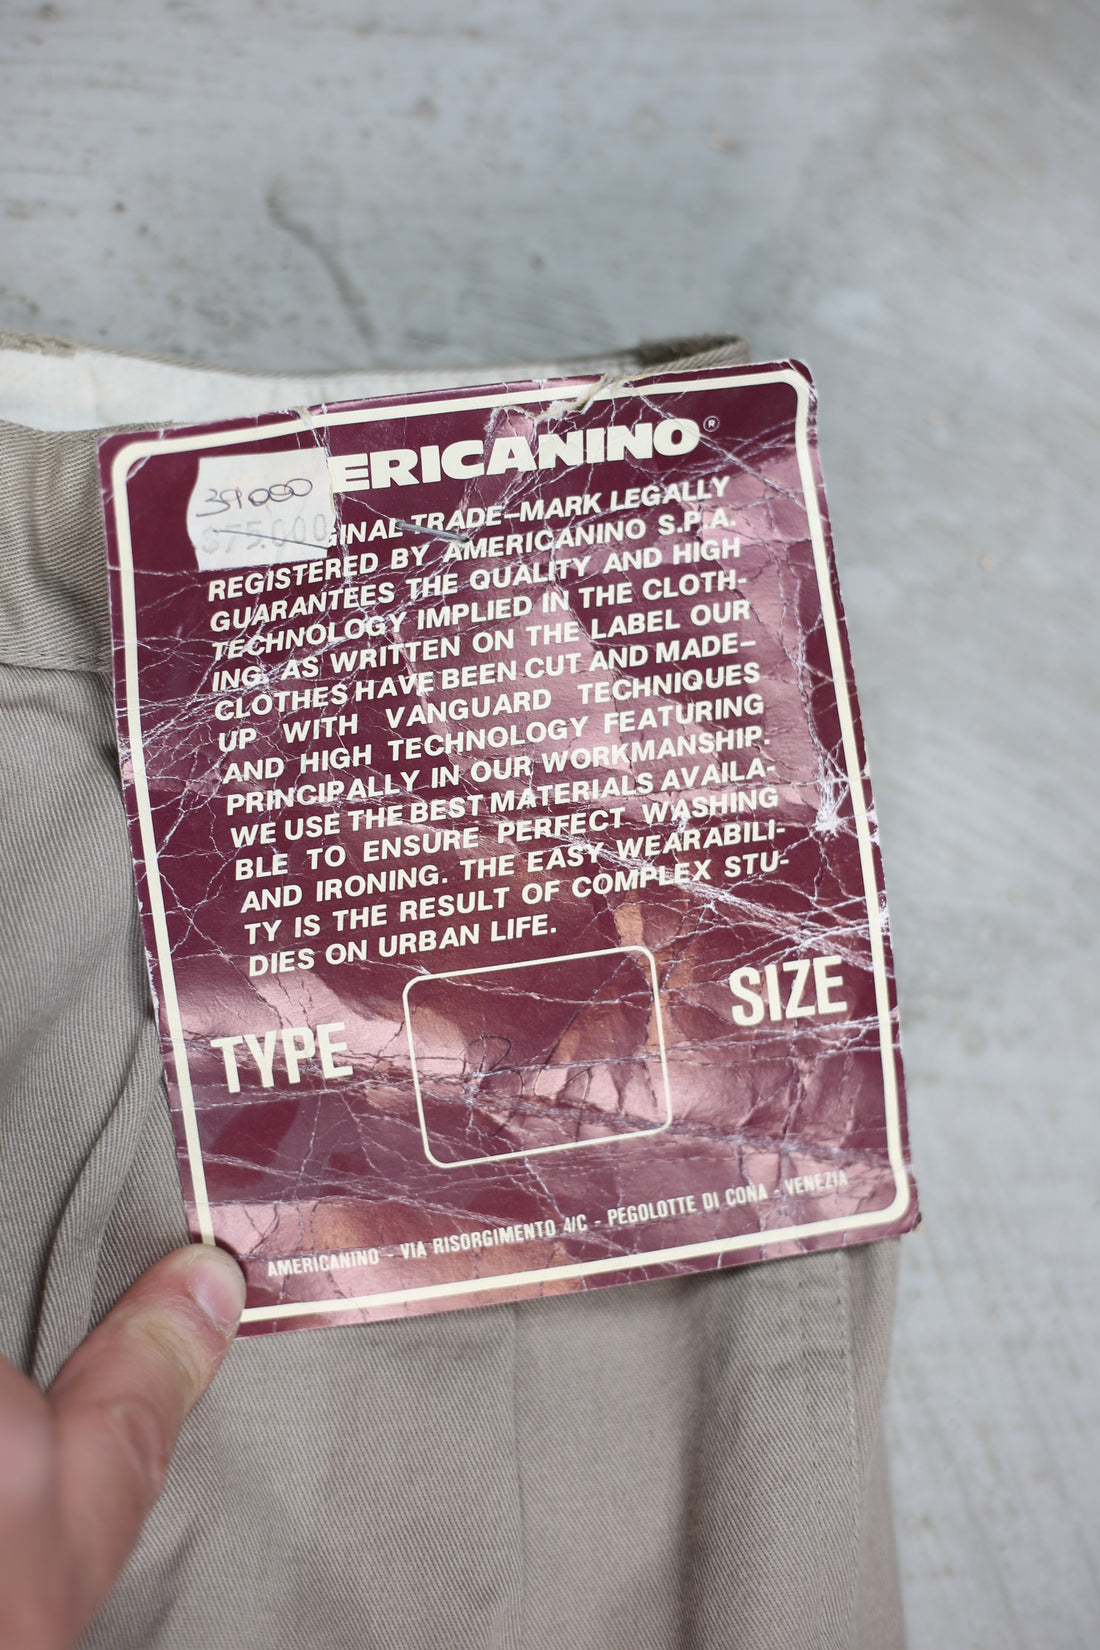 ERICANINO®
39000
$75.000
GINAL TRADE-MARK LEGALLY
REGISTERED BY AMERICANINO S.P.A.
GUARANTEES THE QUALITY AND HIGH
TECHNOLOGY IMPLIED IN THE CLOTH-
ING. AS WRITTEN ON THE LABEL OUR
CLOTHES HAVE BEEN CUT AND MADE-
UP WITH VANGUARD TECHNIQUES
AND HIGH TECHNOLOGY FEATURING
PRINCIPALLY IN OUR WORKMANSHIP.
WE USE THE BEST MATERIALS AVAILA-
BLE TO ENSURE PERFECT WASHING
AND IRONING. THE EASY WEARABILI-
TY IS THE RESULT OF COMPLEX STU-
DIES ON URBAN LIFE.
TYPE SIZE
AMERICANINO - VIA RISORGIMENTO 4/C - PEGOLOTTE DI CONA - VENEZIA